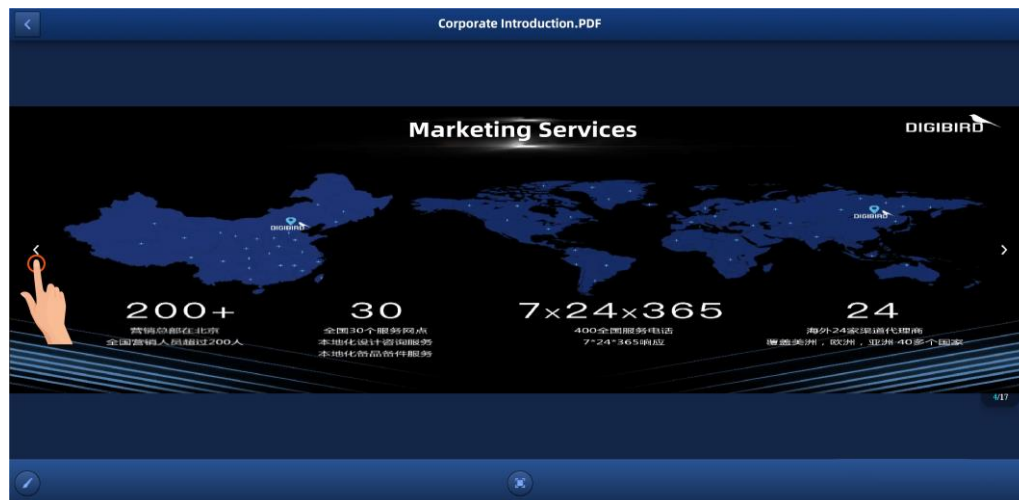 Corporate Introduction.PDF
Marketing Services
DIGIBIRD
DIGIBIRD
DIGIBIRD
200+
营销总部在北京
全国营销人员超过200人
30
全国30个服务网点
本地化设计咨询服务
本地化备品备件服务
7×24×365
400全国服务电话
7*24*365响应
24
海外24家渠道代理商
覆盖美洲，欧洲，亚洲 40多个国家
4/17